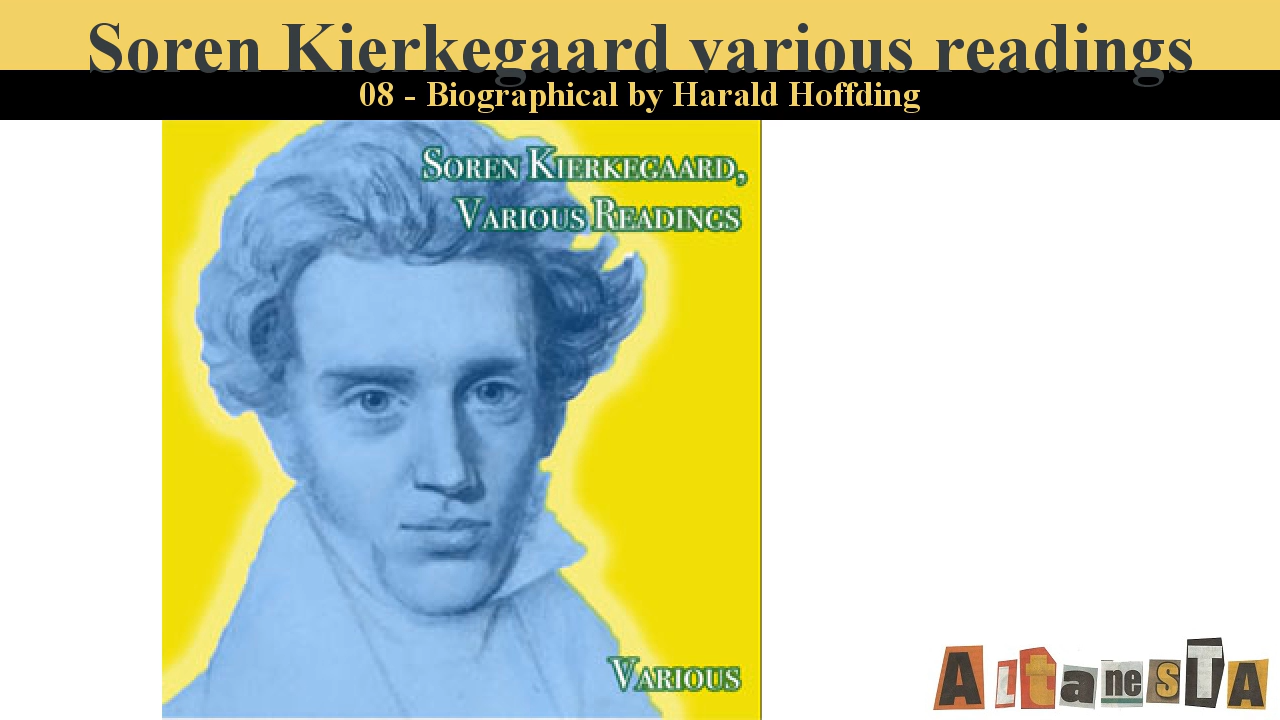 Soren Kierkegaard various readings
08 - Biographical by Harald Hoffding
Soren Kierkegaard,
Various Readings
Various
AltanesTA